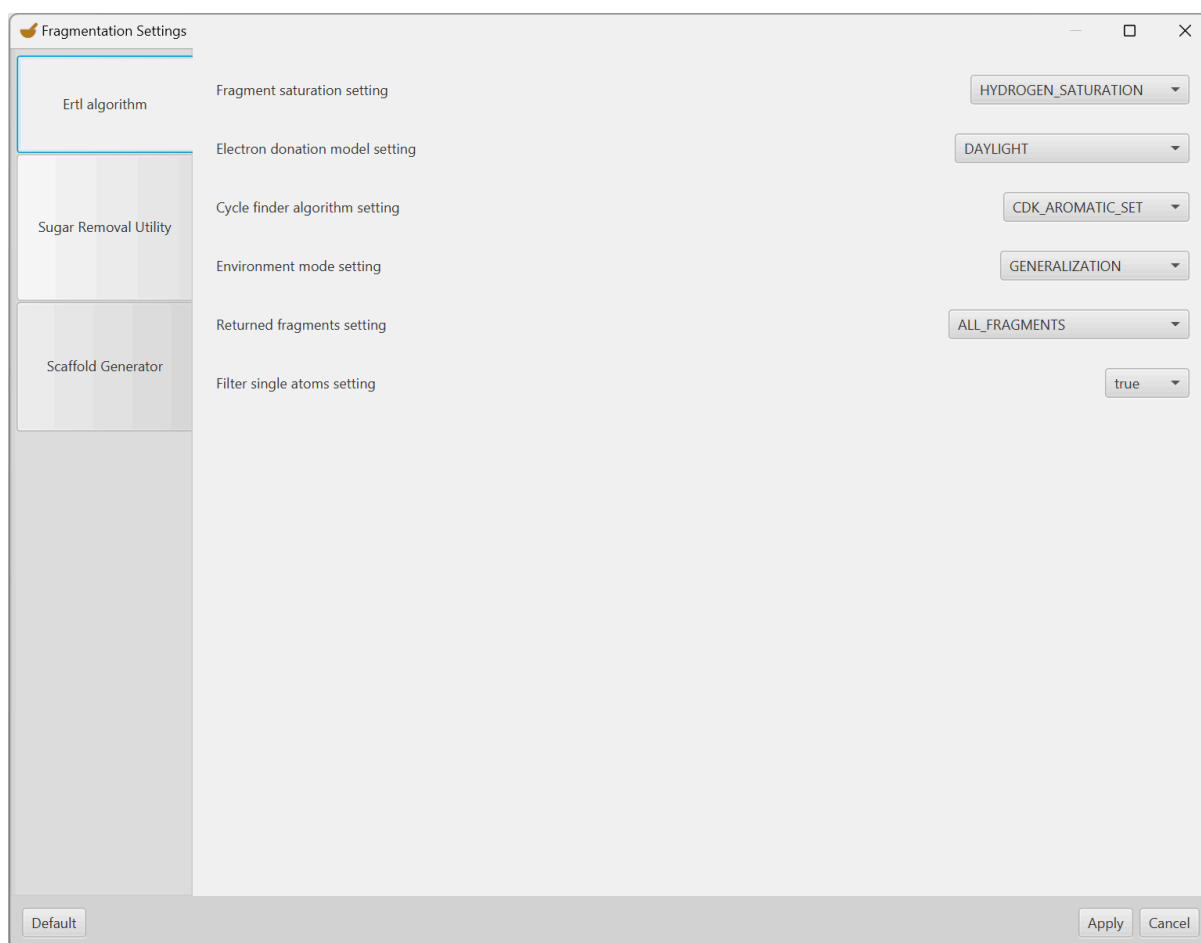 Fragmentation Settings
Ertl algorithm
Sugar Removal Utility
Scaffold Generator
Fragment saturation setting HYDROGEN_SATURATION
Electron donation model setting DAYLIGHT
Cycle finder algorithm setting CDK_AROMATIC_SET
Environment mode setting GENERALIZATION
Returned fragments setting ALL_FRAGMENTS
Filter single atoms setting true
Default Apply Cancel